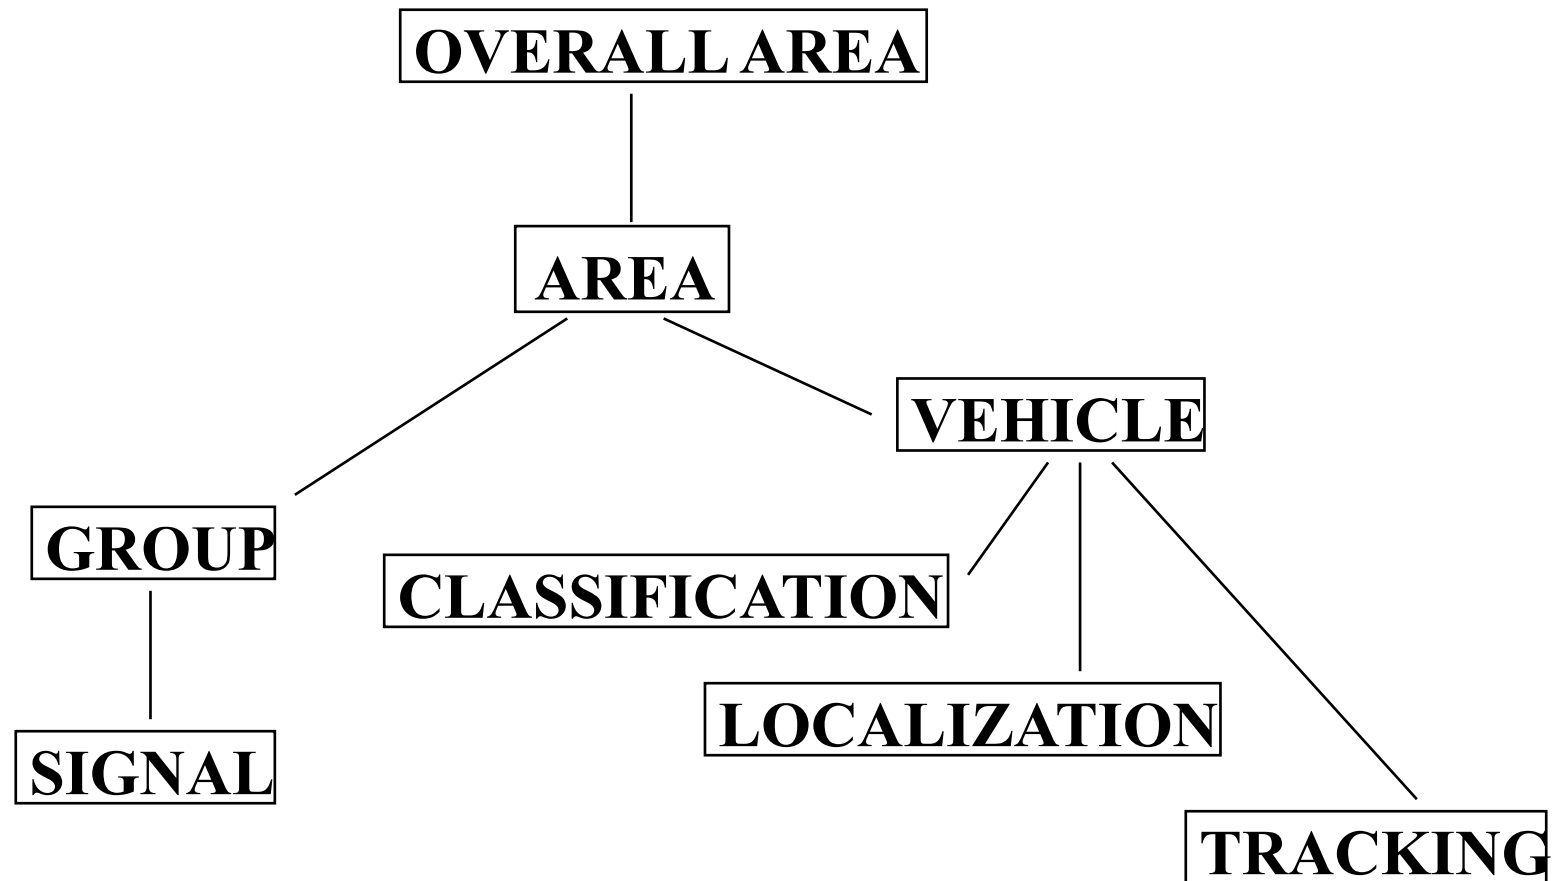 OVERALL AREA
AREA
VEHICLE
GROUP
CLASSIFICATION
LOCALIZATION
SIGNAL
TRACKING